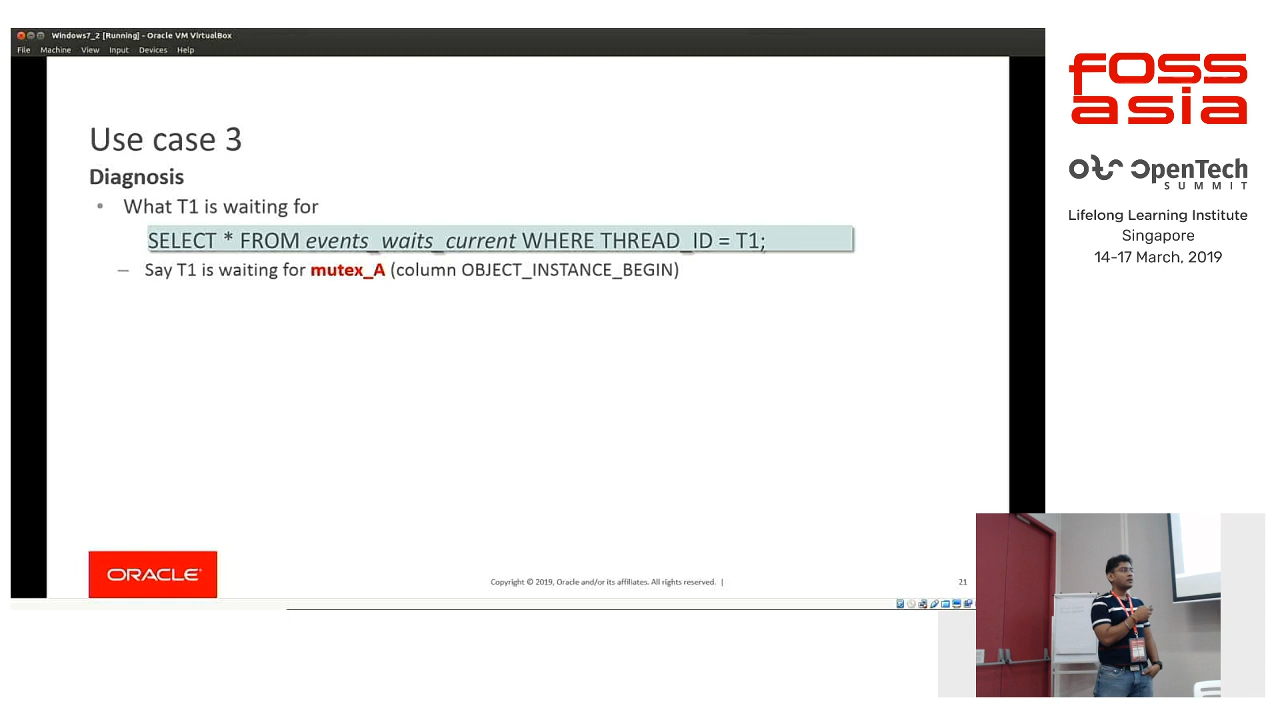 Windows7_2 [Running] - Oracle VM VirtualBox
File Machine View Input Devices Help
Use case 3
Diagnosis
• What T1 is waiting for
SELECT * FROM events_waits_current WHERE THREAD_ID = T1;
– Say T1 is waiting for mutex_A (column OBJECT_INSTANCE_BEGIN)
ORACLE
Copyright © 2019, Oracle and/or its affiliates. All rights reserved. |
21
fOSS
asia
OpenTech
SUMMIT
Lifelong Learning Institute
Singapore
14-17 March, 2019